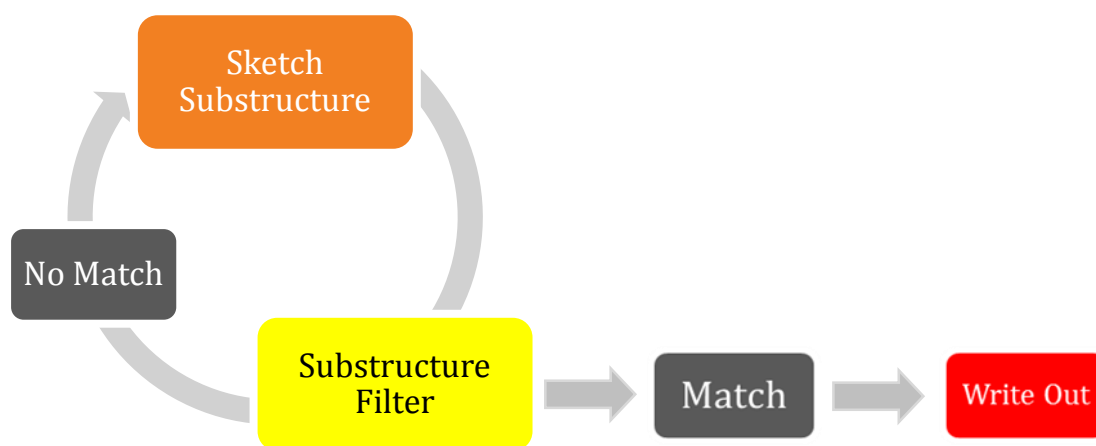 Sketch
Substructure
No Match
Substructure
Filter
Match
Write Out